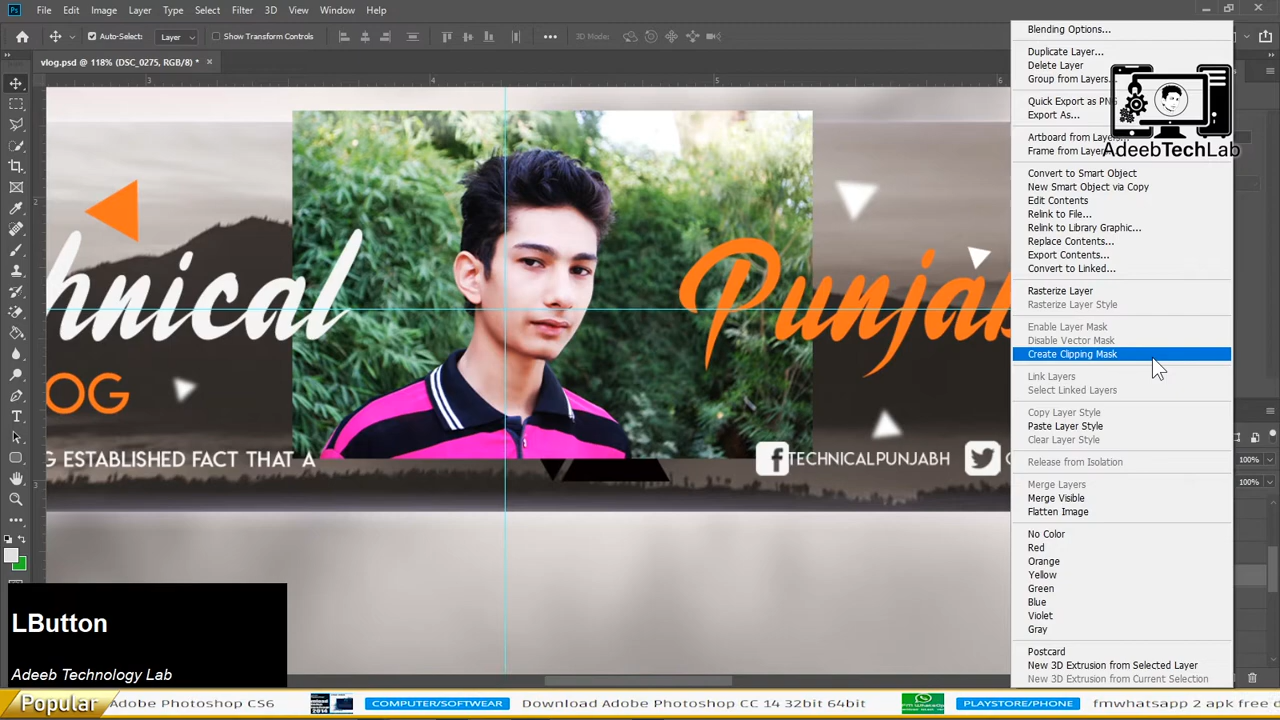 Ps File Edit Image Layer Type Select Filter 3D View Window Help
Auto-Select: Layer Show Transform Controls 3D Mode:
vlog.psd @ 118% (DSC_0275, RGB/8) *
3 4 5 6
2
3
hnical
Punjab
OG
G ESTABLISHED FACT THAT A
f TECHNICALPUNJABH
Blending Options...
Duplicate Layer...
Delete Layer
Group from Layers...
Quick Export as PNG
Export As...
Artboard from Layers...
Frame from Layer
Convert to Smart Object
New Smart Object via Copy
Edit Contents
Relink to File...
Relink to Library Graphic...
Replace Contents...
Export Contents...
Convert to Linked...
Rasterize Layer
Rasterize Layer Style
Enable Layer Mask
Disable Vector Mask
Create Clipping Mask
Link Layers
Select Linked Layers
Copy Layer Style
Paste Layer Style
Clear Layer Style
Release from Isolation
Merge Layers
Merge Visible
Flatten Image
No Color
Red
Orange
Yellow
Green
Blue
Violet
Gray
Postcard
New 3D Extrusion from Selected Layer
New 3D Extrusion from Current Selection
AdeebTechLab
100%
100%
LButton
Adeeb Technology Lab
Popular Adobe Photoshop CS6 COMPUTER/SOFTWEAR Download Adobe Photoshop CC 14 32bit 64bit PLAYSTORE/PHONE fmwhatsapp 2 apk free d